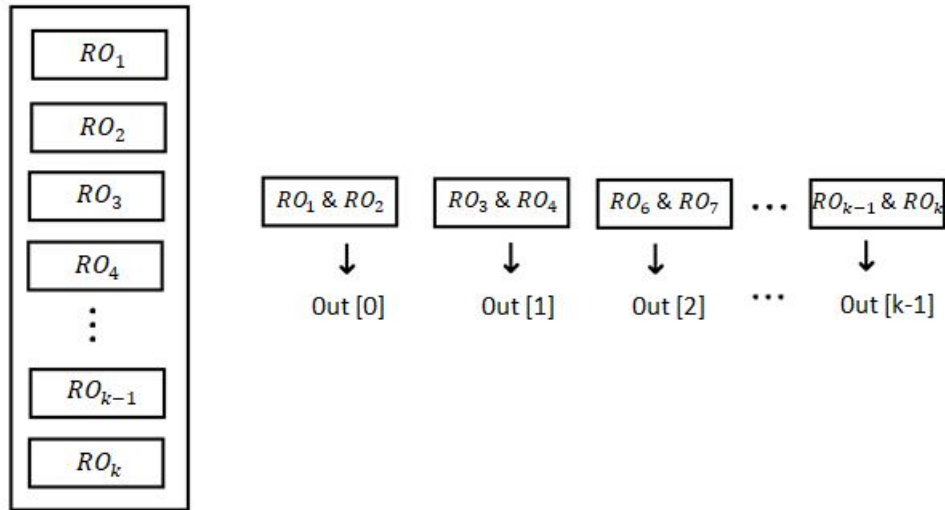 RO₁
RO₂
RO₃
RO₄
⋮
RO₍ₖ₋₁₎
ROₖ
RO₁ & RO₂ RO₃ & RO₄ RO₆ & RO₇ ... ROₖ₋₁ & ROₖ
Out [0] Out [1] Out [2] ... Out [k-1]